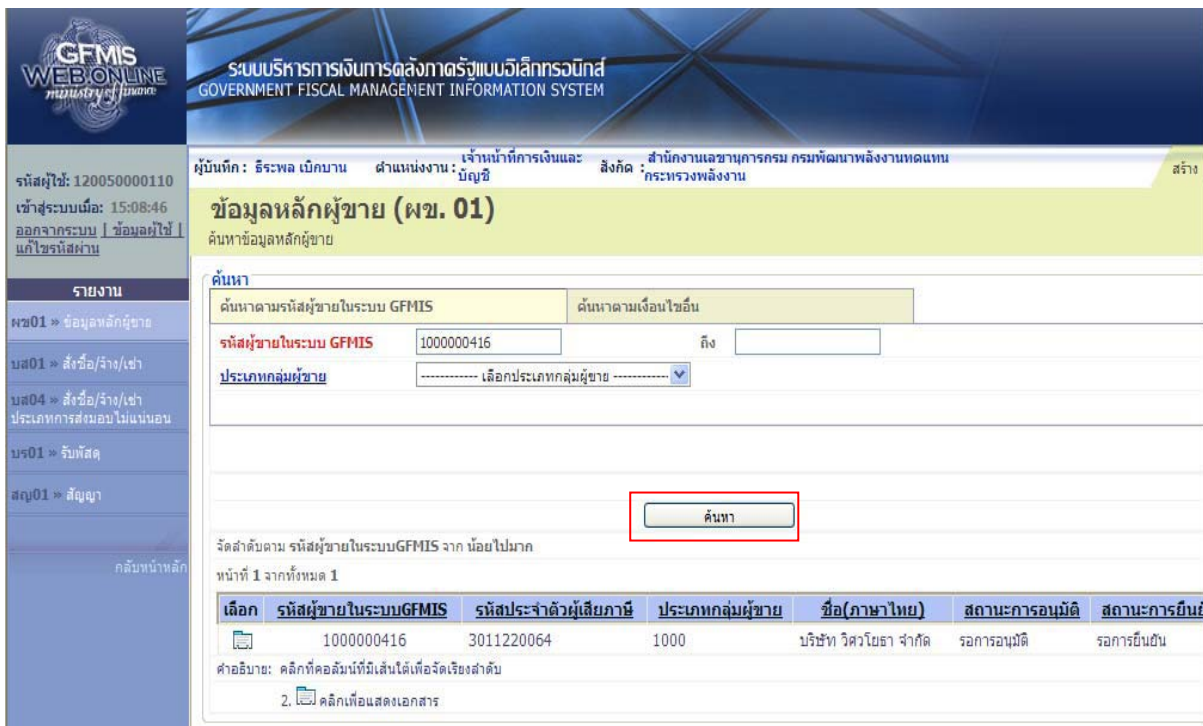 GFMIS
WEB ONLINE
ministry of finance
ระบบบริหารการเงินการคลังภาครัฐแบบอิเล็กทรอนิกส์
GOVERNMENT FISCAL MANAGEMENT INFORMATION SYSTEM
รหัสผู้ใช้: 120050000110
เข้าสู่ระบบเมื่อ: 15:08:46
ออกจากระบบ | ข้อมูลผู้ใช้ |
แก้ไขรหัสผ่าน
ผู้บันทึก : ธีระพล เบิกบาน ตำแหน่งงาน : เจ้าหน้าที่การเงินและบัญชี สังกัด : สำนักงานเลขานุการกรม กรมพัฒนาพลังงานทดแทน กระทรวงพลังงาน
สร้าง
ข้อมูลหลักผู้ขาย (ผข. 01)
ค้นหาข้อมูลหลักผู้ขาย
รายงาน
ผข01 » ข้อมูลหลักผู้ขาย
บส01 » สั่งซื้อ/จ้าง/เช่า
บส04 » สั่งซื้อ/จ้าง/เช่า
ประเภทการส่งมอบไม่แน่นอน
บร01 » รับพัสดุ
สญ01 » สัญญา
กลับหน้าหลัก
ค้นหา
ค้นหาตามรหัสผู้ขายในระบบ GFMIS ค้นหาตามเงื่อนไขอื่น
รหัสผู้ขายในระบบ GFMIS 1000000416 ถึง
ประเภทกลุ่มผู้ขาย ------------ เลือกประเภทกลุ่มผู้ขาย ------------
ค้นหา
จัดลำดับตาม รหัสผู้ขายในระบบGFMIS จาก น้อยไปมาก
หน้าที่ 1 จากทั้งหมด 1
เลือก รหัสผู้ขายในระบบGFMIS รหัสประจำตัวผู้เสียภาษี ประเภทกลุ่มผู้ขาย ชื่อ(ภาษาไทย) สถานะการอนุมัติ
1000000416 3011220064 1000 บริษัท วิศวโยธา จำกัด รอการอนุมัติ รอการยืนยัน
คำอธิบาย: คลิกที่คอลัมน์ที่มีเส้นใต้เพื่อจัดเรียงลำดับ
2. คลิกเพื่อแสดงเอกสาร